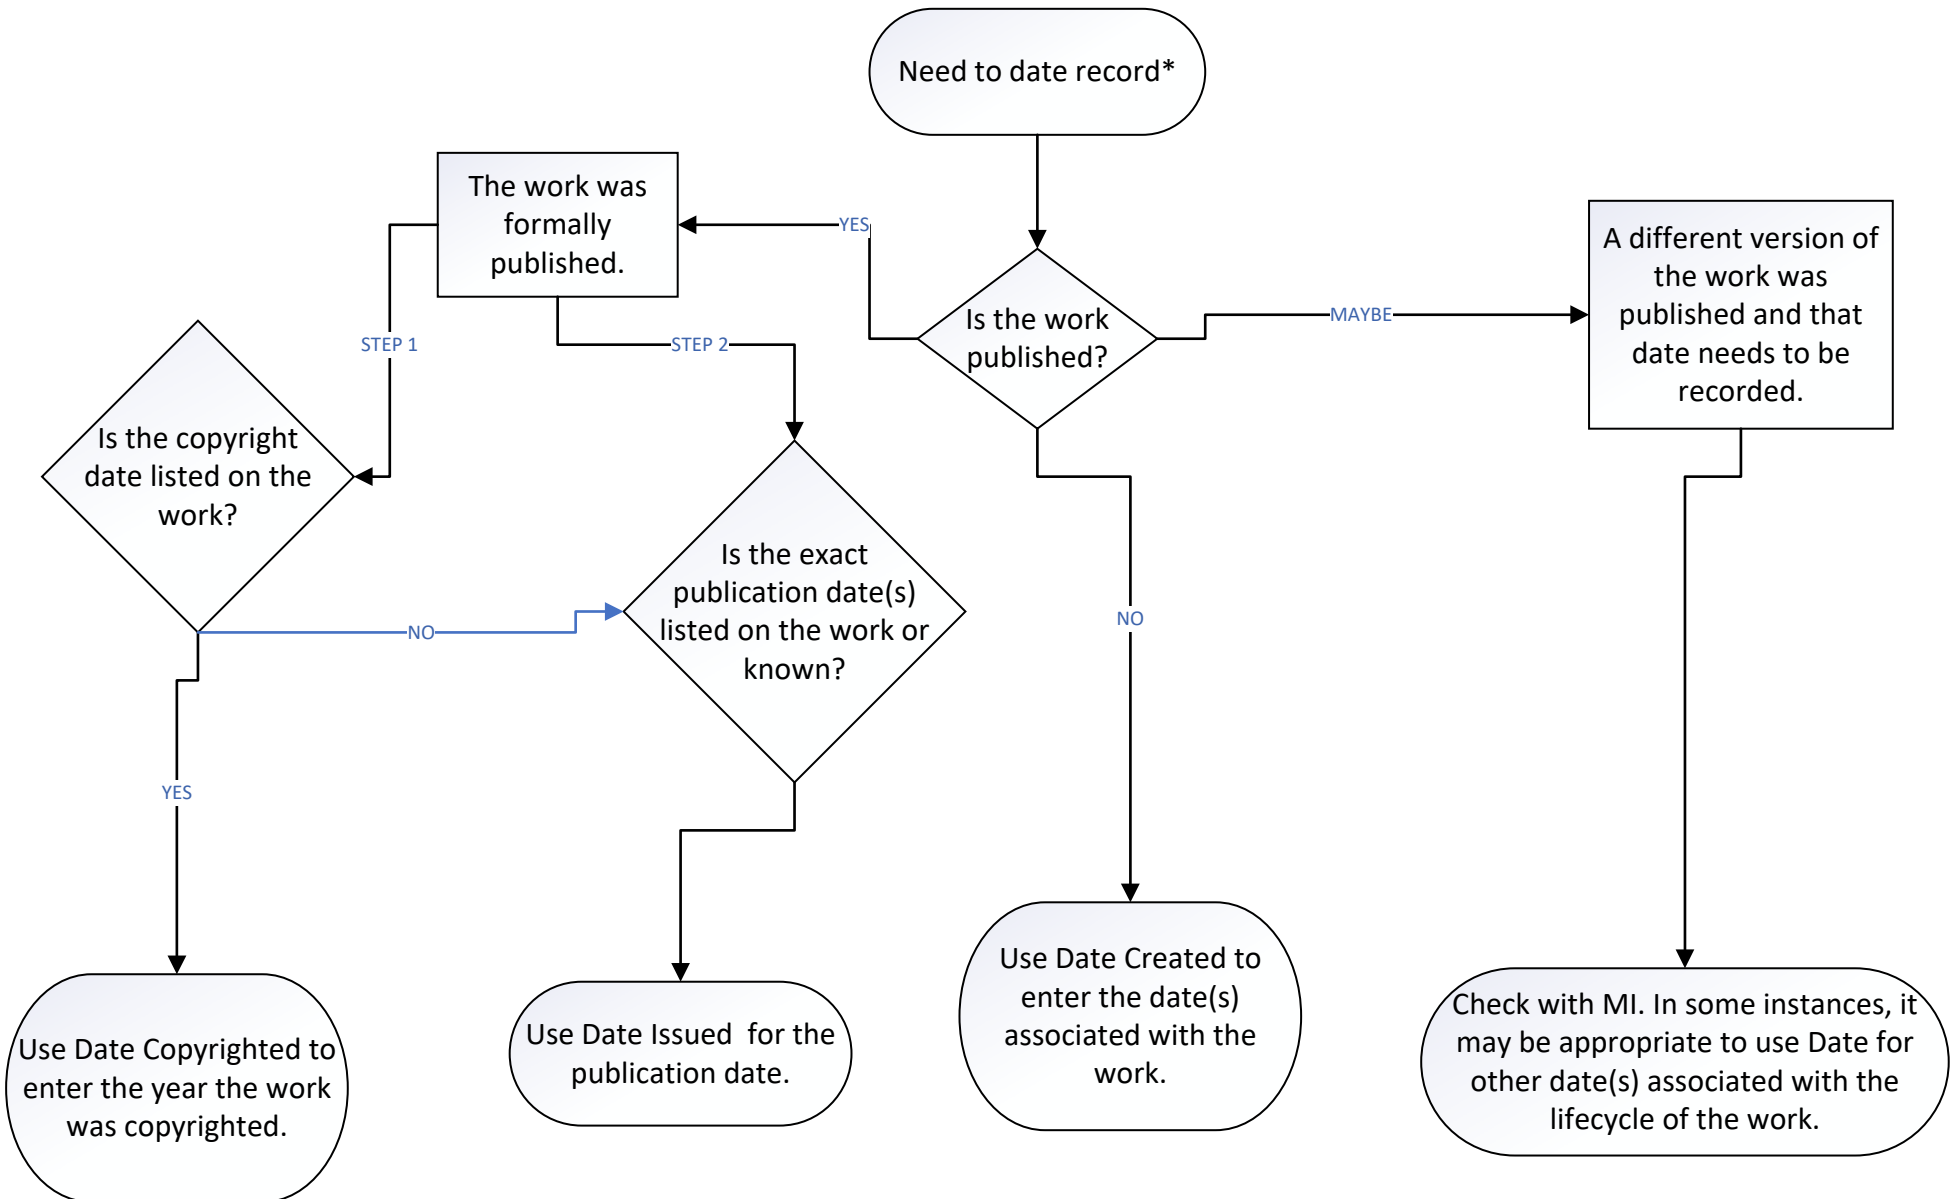 Need to date record*
The work was
formally
published.
YES
Is the work
published?
MAYBE
A different version of
the work was
published and that
date needs to be
recorded.
STEP 1
STEP 2
Is the copyright
date listed on the
work?
Is the exact
publication date(s)
listed on the work or
known?
NO
NO
YES
Use Date Copyrighted to
enter the year the work
was copyrighted.
Use Date Issued  for the
publication date.
Use Date Created to
enter the date(s)
associated with the
work.
Check with MI. In some instances, it
may be appropriate to use Date for
other date(s) associated with the
lifecycle of the work.